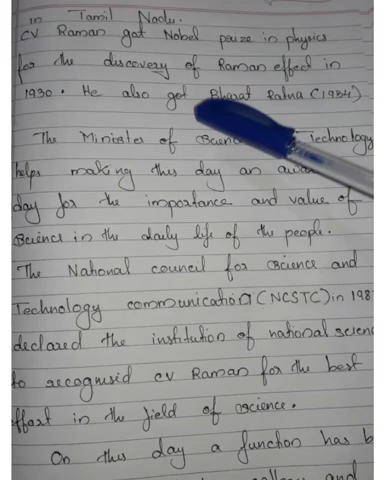 in Tamil Nadu.
CV Raman got Nobel peize in physics
for the discovery of Raman effect in
1930. He also got Bharat Ratna (1954)
The Minister of Technology
helps making this day an
day for the importance and value of
Science in the daily life of the people.
The National council for science and
Technology communication (NCSTC) in 198
declared the institution of national scienc
to recognised CV Raman for the best
effort in the field of science.
On this day a function has b
and